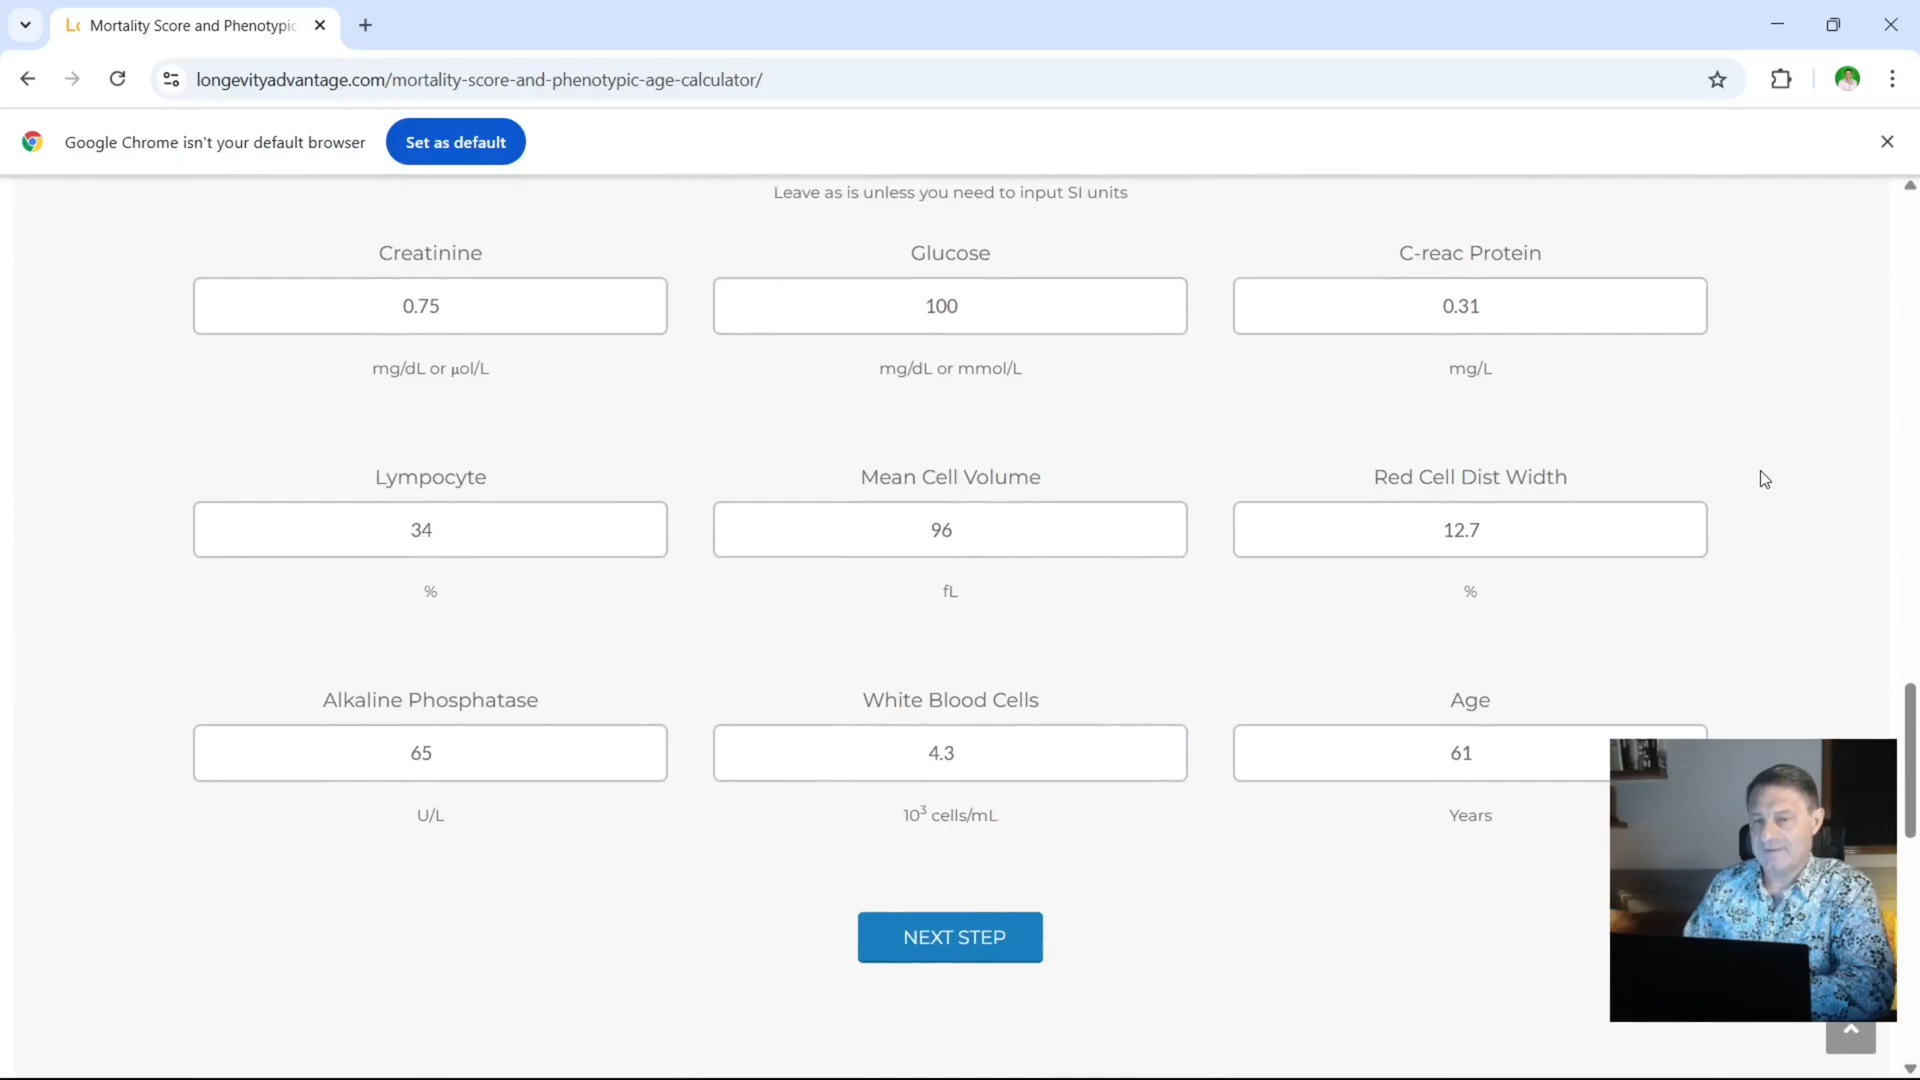 Mortality Score and Phenotypic
longevityadvantage.com/mortality-score-and-phenotypic-age-calculator/
Google Chrome isn't your default browser
Set as default
Leave as is unless you need to input SI units
Creatinine
Glucose
C-reac Protein
0.75
100
0.31
mg/dL or μol/L
mg/dL or mmol/L
mg/L
Lympocyte
Mean Cell Volume
Red Cell Dist Width
34
96
12.7
%
fL
%
Alkaline Phosphatase
White Blood Cells
Age
65
4.3
61
U/L
10³ cells/mL
Years
NEXT STEP